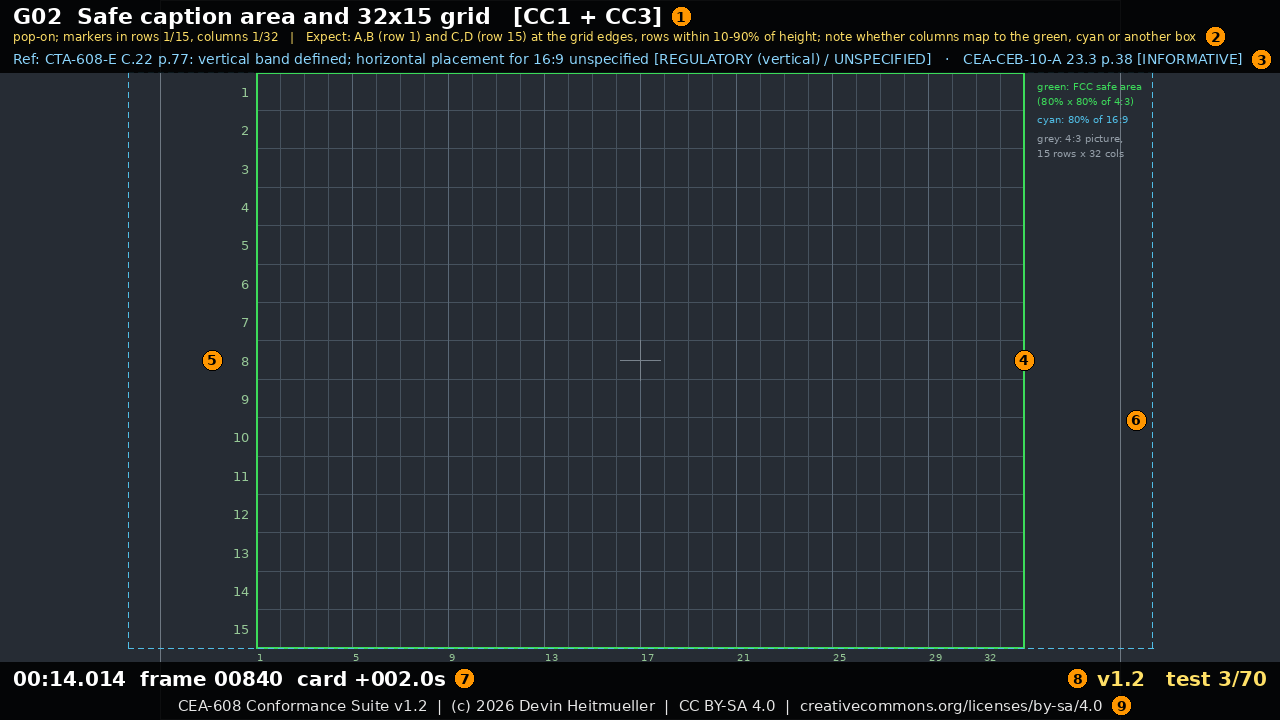 G02  Safe caption area and 32x15 grid   [CC1 + CC3] 1
pop-on; markers in rows 1/15, columns 1/32   |   Expect: A,B (row 1) and C,D (row 15) at the grid edges, rows within 10-90% of height; note whether columns map to the green, cyan or another box 2
Ref: CTA-608-E C.22 p.77: vertical band defined; horizontal placement for 16:9 unspecified [REGULATORY (vertical) / UNSPECIFIED]   ·   CEA-CEB-10-A 23.3 p.38 [INFORMATIVE] 3
green: FCC safe area
(80% x 80% of 4:3)
cyan: 80% of 16:9
grey: 4:3 picture,
15 rows x 32 cols
1
2
3
4
5
6
7
5 8 4
9
6
10
11
12
13
14
15
1 5 9 13 17 21 25 29 32
00:14.014  frame 00840  card +002.0s 7
8 v1.2   test 3/70
CEA-608 Conformance Suite v1.2  |  (c) 2026 Devin Heitmueller  |  CC BY-SA 4.0  |  creativecommons.org/licenses/by-sa/4.0 9